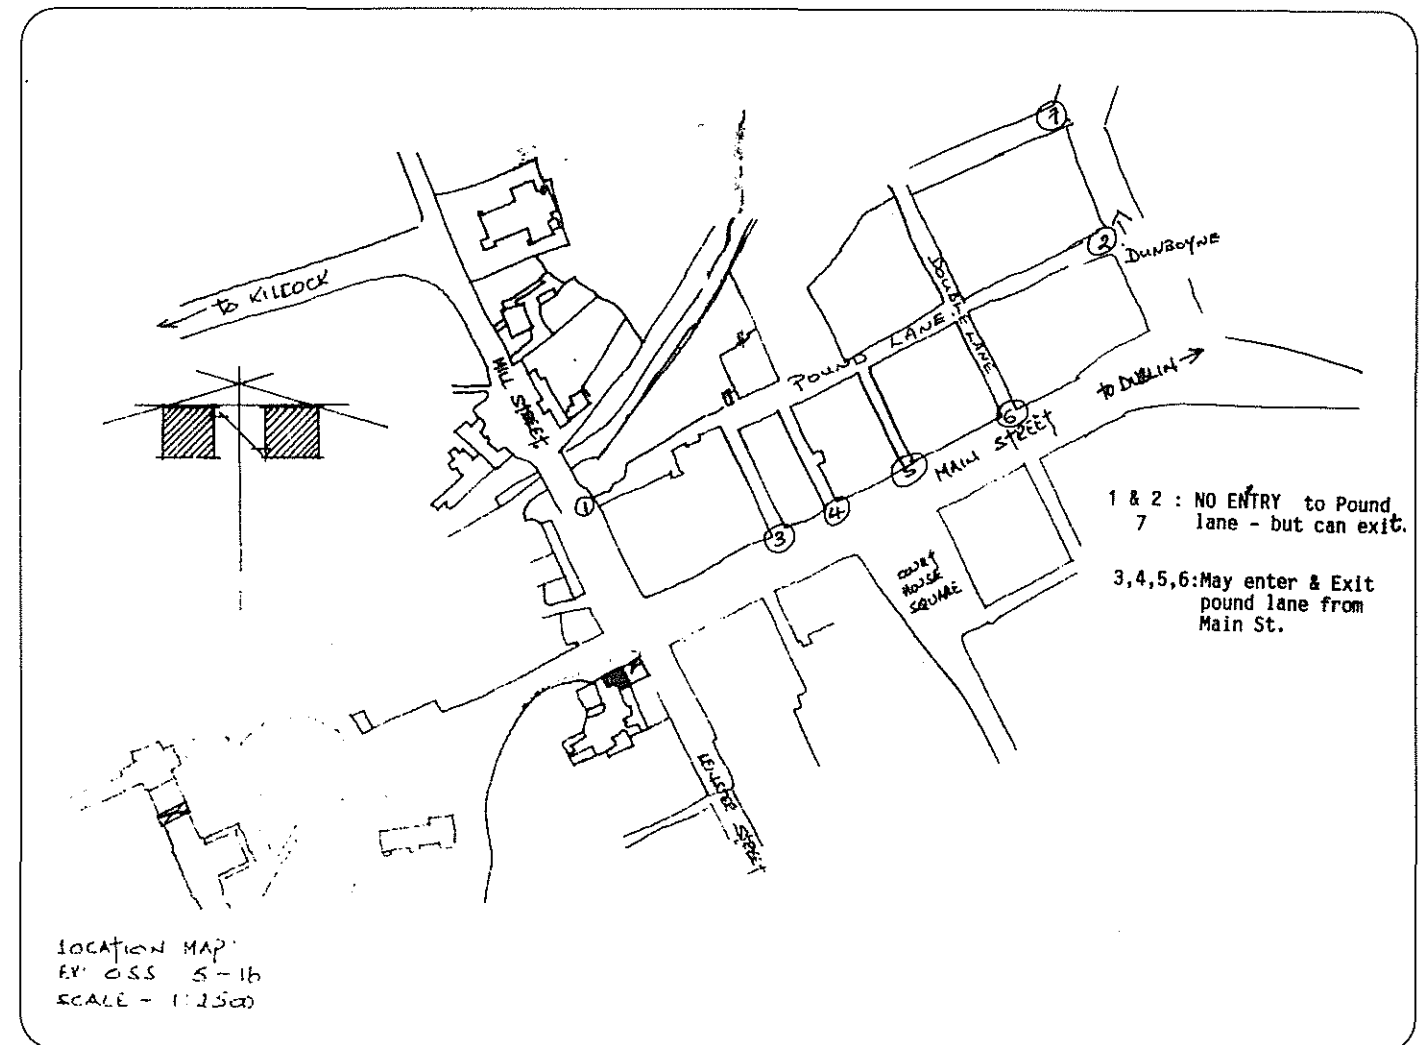 7
2
DUNBOYNE
to KILCOCK
DOUBLE LANE
POUND LANE
MILL STREET
to DUBLIN
6
MAIN STREET
5
1
4
3
1 & 2 : NO ENTRY to Pound
7 lane - but can exit.
COURT
HOUSE
SQUARE
3,4,5,6:May enter & Exit
pound lane from
Main St.
LEINSTER STREET
LOCATION MAP
EX OSS 5-16
SCALE - 1:2500